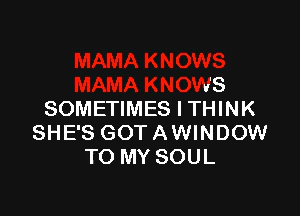 MAMA KNOWS
MAMA KNOWS
SOMETIMES I THINK
SHE'S GOT A WINDOW
TO MY SOUL